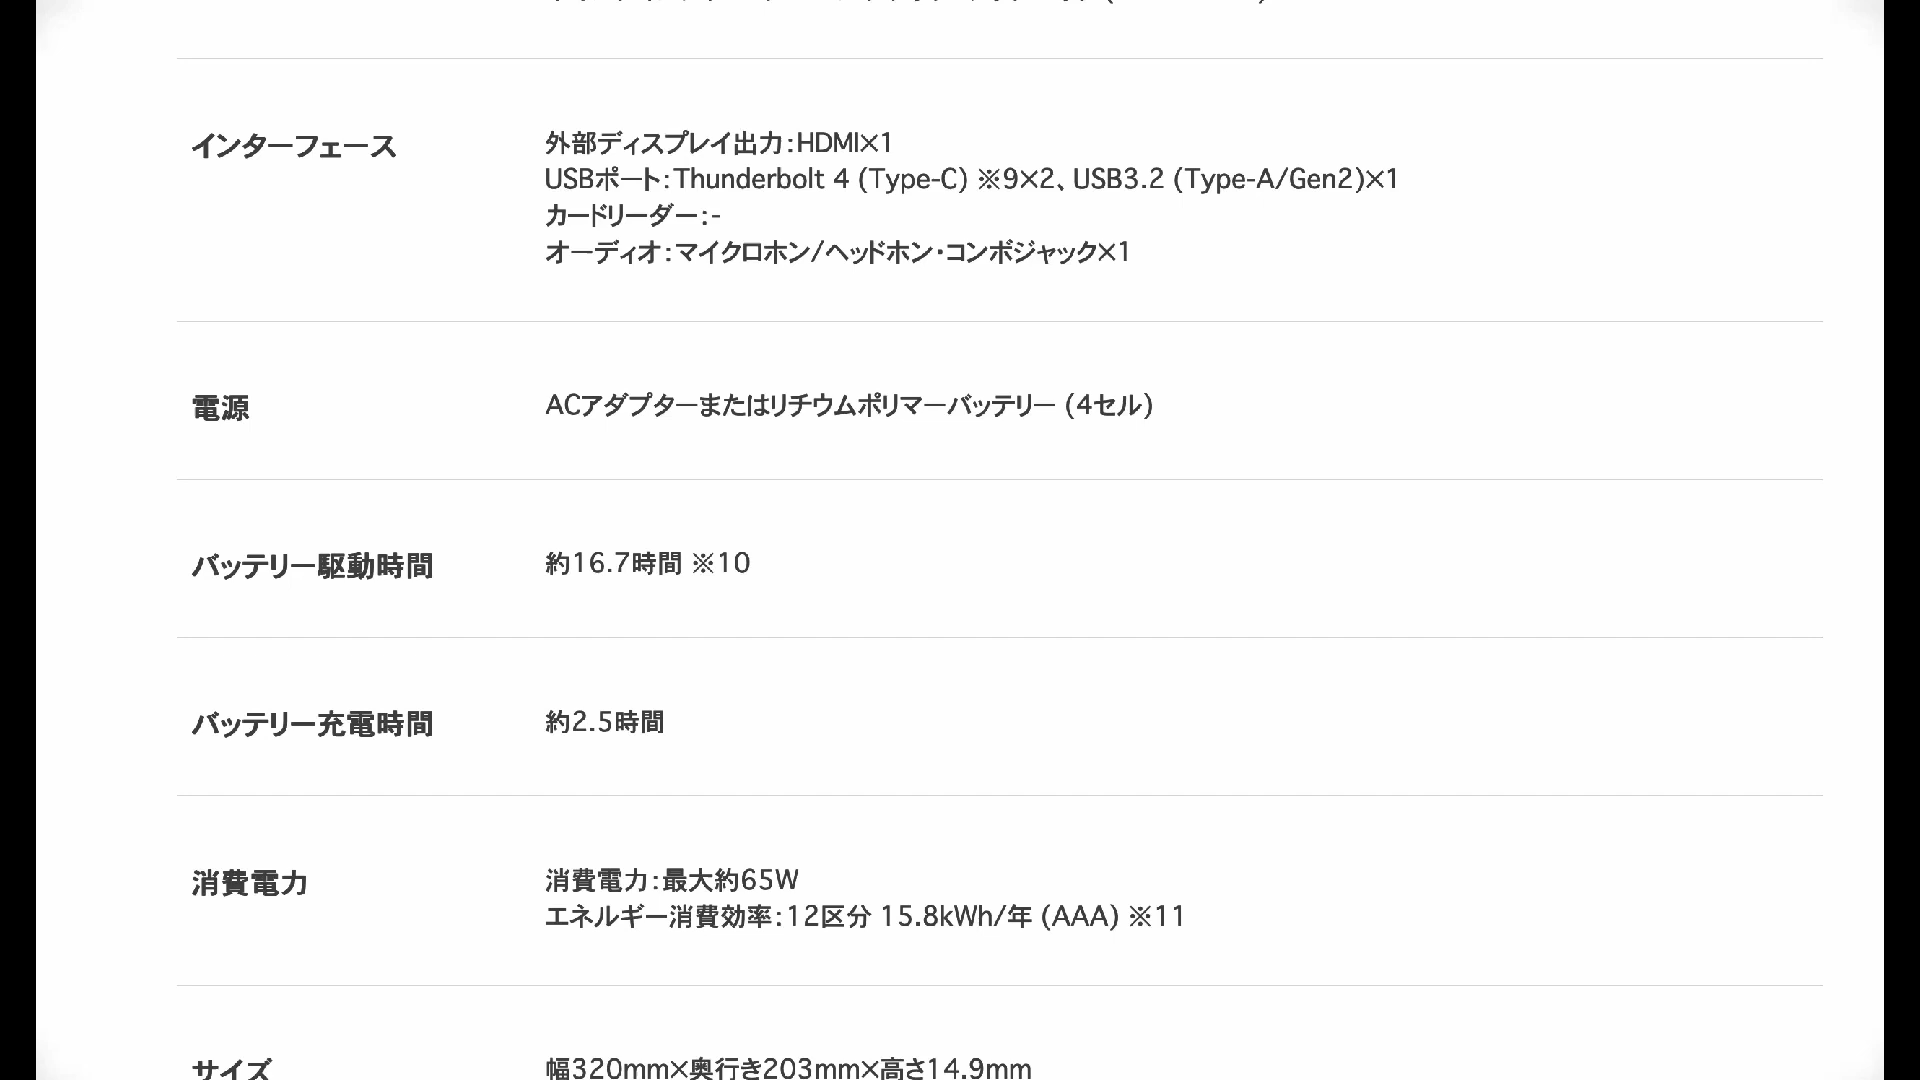 インターフェース
外部ディスプレイ出力:HDMI×1
USBポート:Thunderbolt 4 (Type-C) ※9×2、USB3.2 (Type-A/Gen2)×1
カードリーダー:-
オーディオ:マイクロホン/ヘッドホン・コンボジャック×1
電源
ACアダプターまたはリチウムポリマーバッテリー (4セル)
バッテリー駆動時間
約16.7時間 ※10
バッテリー充電時間
約2.5時間
消費電力
消費電力:最大約65W
エネルギー消費効率:12区分 15.8kWh/年 (AAA) ※11
サイズ
幅320mm×奥行き203mm×高さ14.9mm